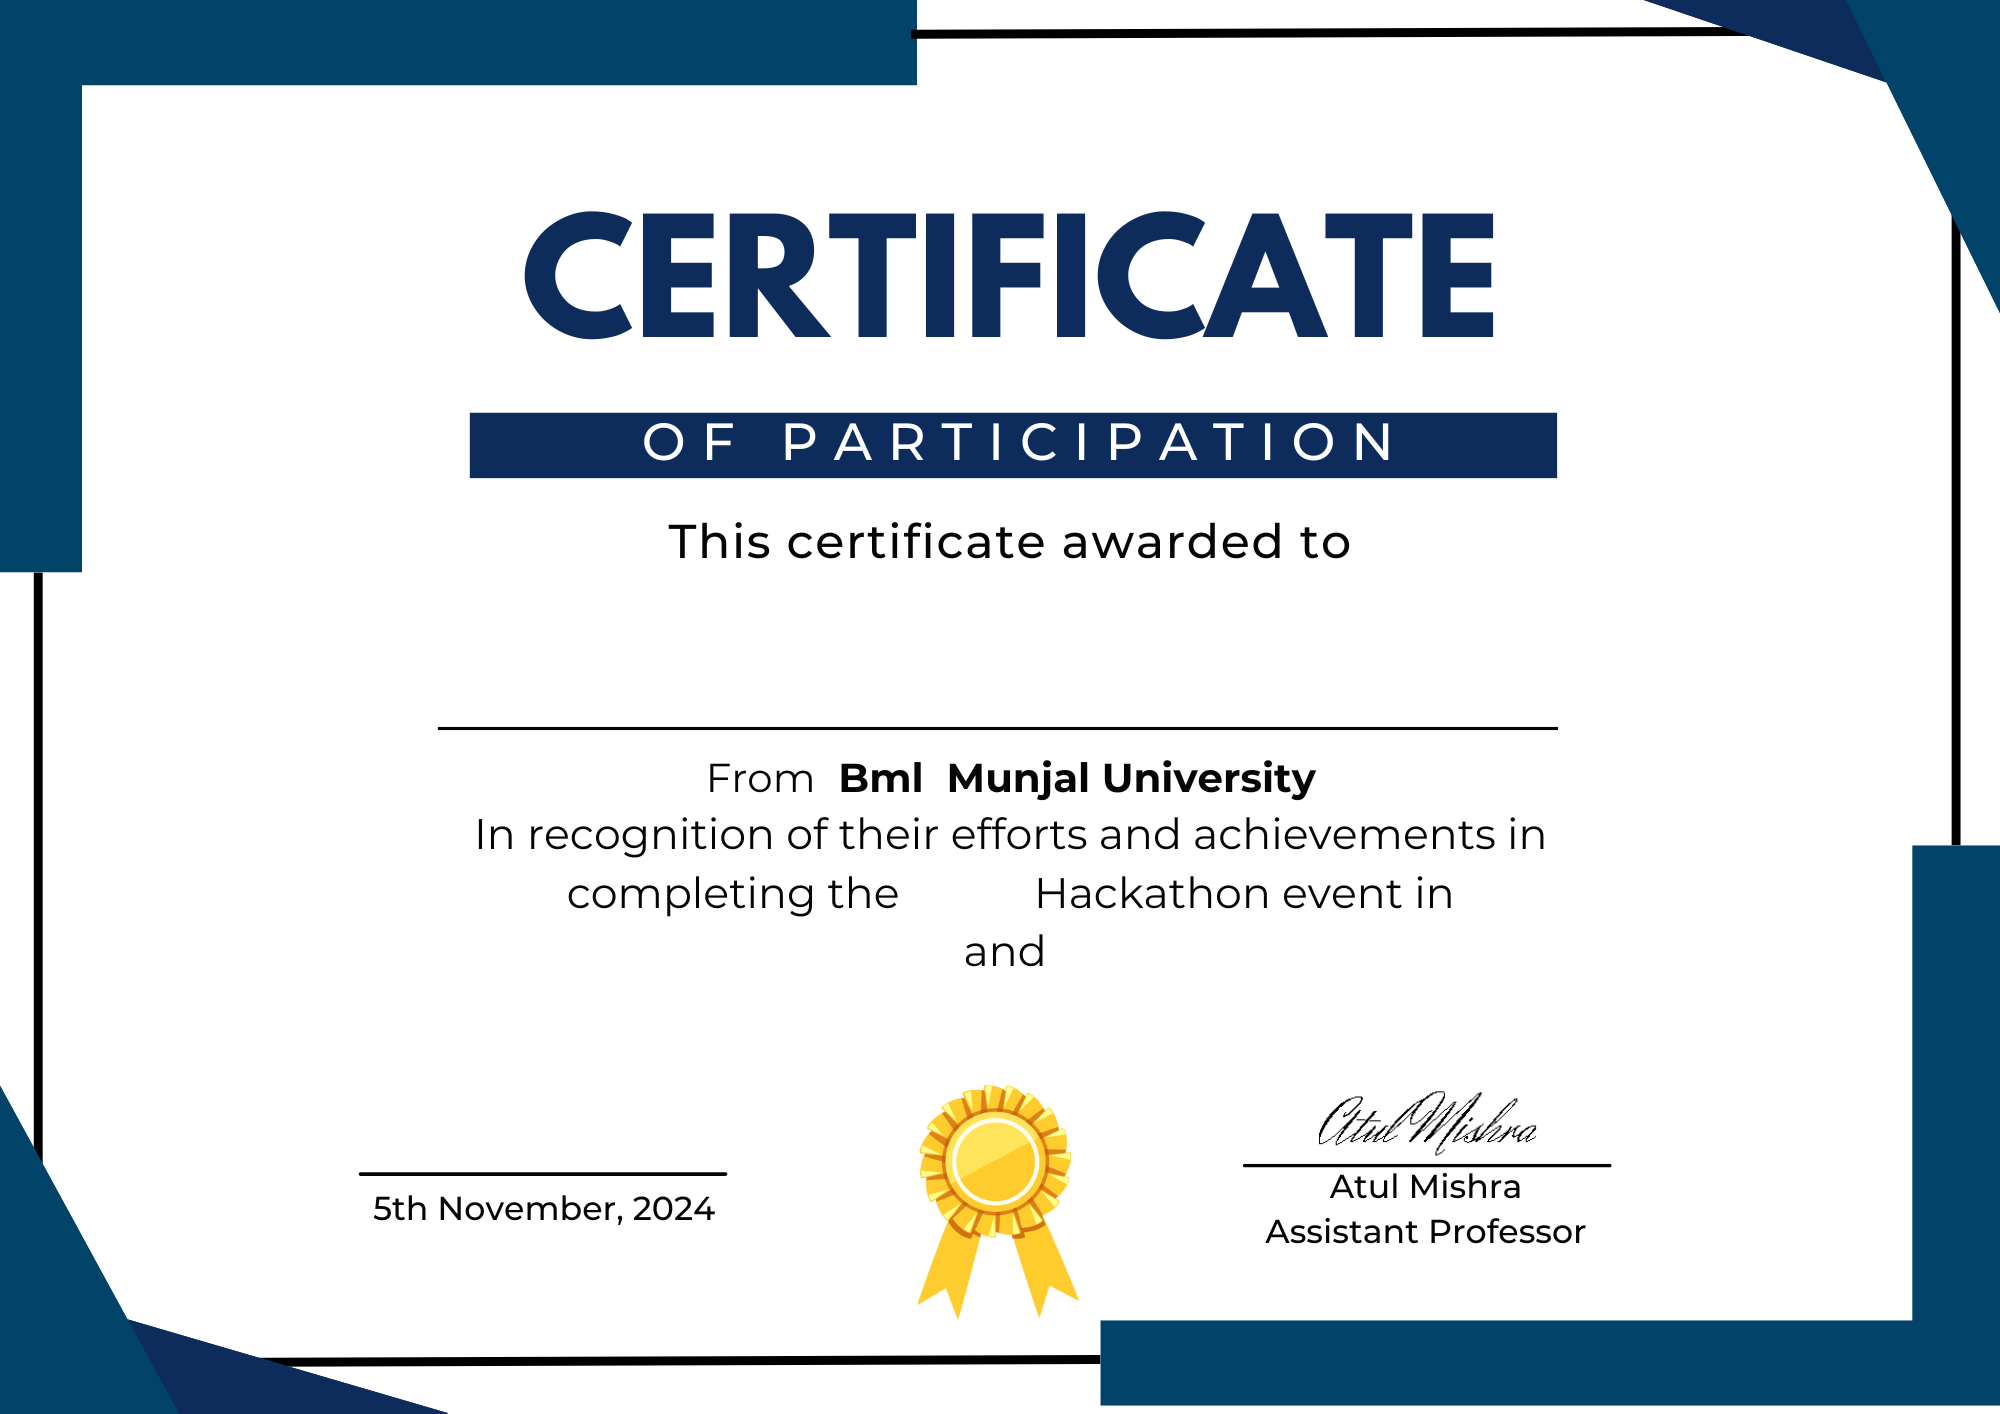 CERTIFICATE
OF PARTICIPATION
This certificate awarded to
From Bml Munjal University
In recognition of their efforts and achievements in
completing the Hackathon event in
and
5th November, 2024
Atul Mishra
Atul Mishra
Assistant Professor